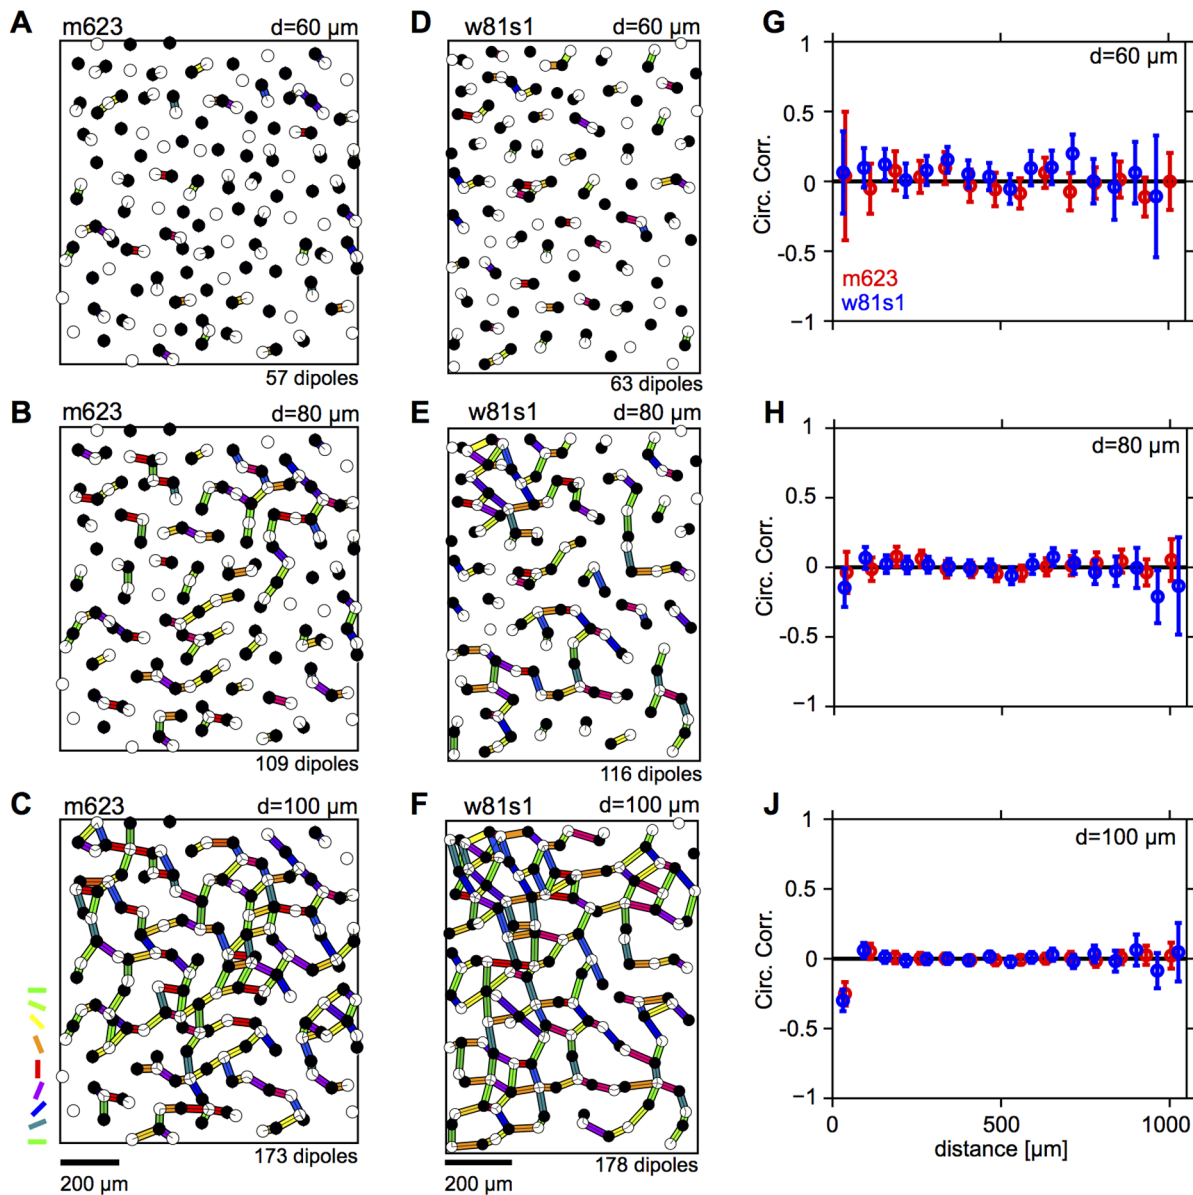 A m623 d=60 µm
57 dipoles
B m623 d=80 µm
109 dipoles
C m623 d=100 µm
173 dipoles
200 µm
D w81s1 d=60 µm
63 dipoles
E w81s1 d=80 µm
116 dipoles
F w81s1 d=100 µm
178 dipoles
200 µm
G
d=60 µm
1
0.5
0
-0.5
−1
Circ. Corr.
m623
w81s1
H
d=80 µm
1
0.5
0
-0.5
−1
Circ. Corr.
J
d=100 µm
1
0.5
0
-0.5
−1
Circ. Corr.
0 500 1000
distance [µm]